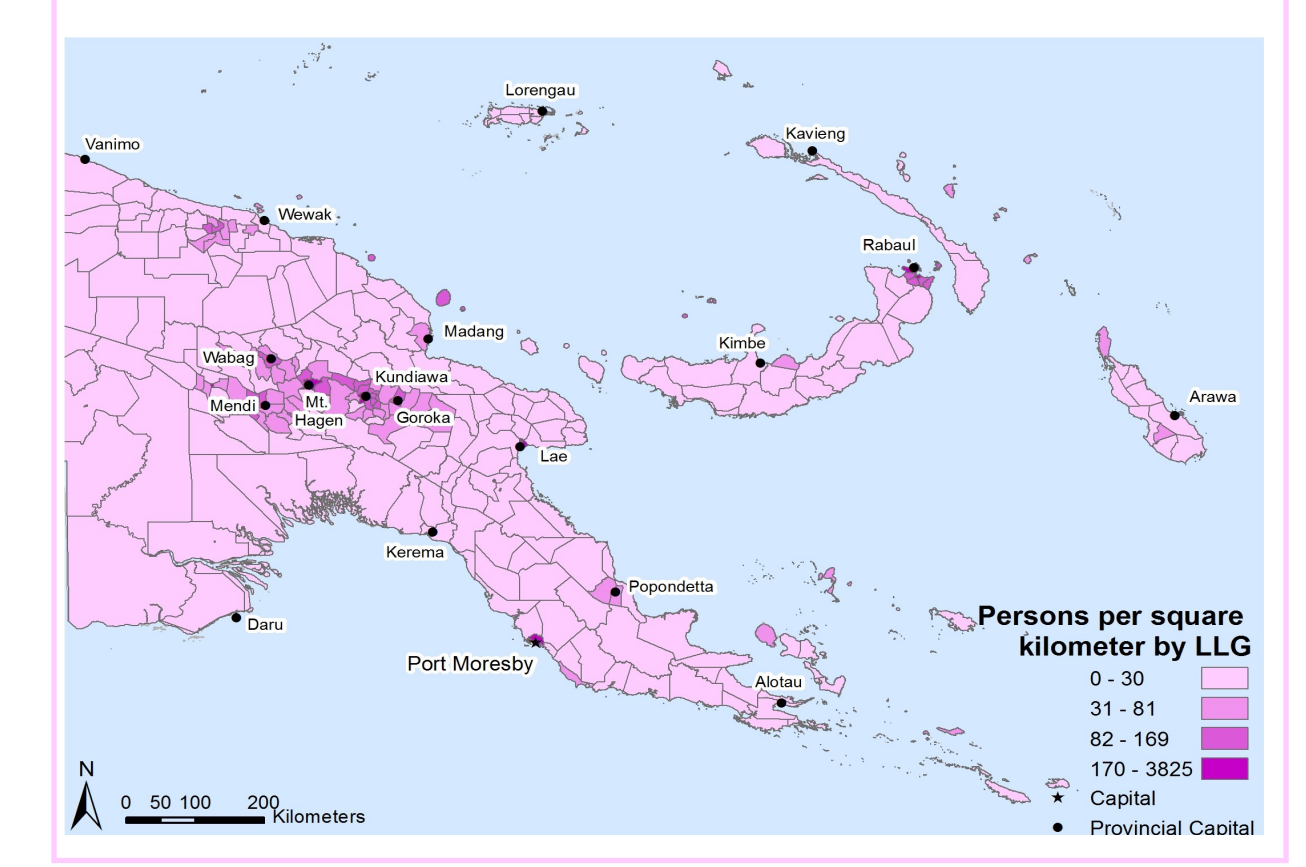 Lorengau
Kavieng
Vanimo
Wewak
Rabaul
Madang
Kimbe
Wabag
Kundiawa
Arawa
Mendi
Mt.
Hagen
Goroka
Lae
Kerema
Popondetta
Daru
Port Moresby
Alotau
Persons per square
kilometer by LLG
0 - 30
31 - 81
82 - 169
170 - 3825
Capital
Provincial Capital
N
0 50 100 200
Kilometers